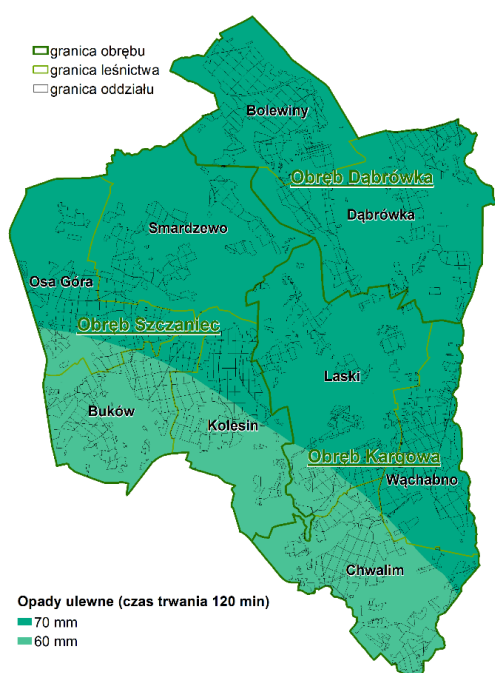 granica obrębu
granica leśnictwa
granica oddziału
Bolewiny
Obręb Dąbrówka
Dąbrówka
Smardzewo
Osa Góra
Obręb Szczaniec
Laski
Buków
Kolesin
Obręb Kargowa
Wąchabno
Chwalim
Opady ulewne (czas trwania 120 min)
70 mm
60 mm